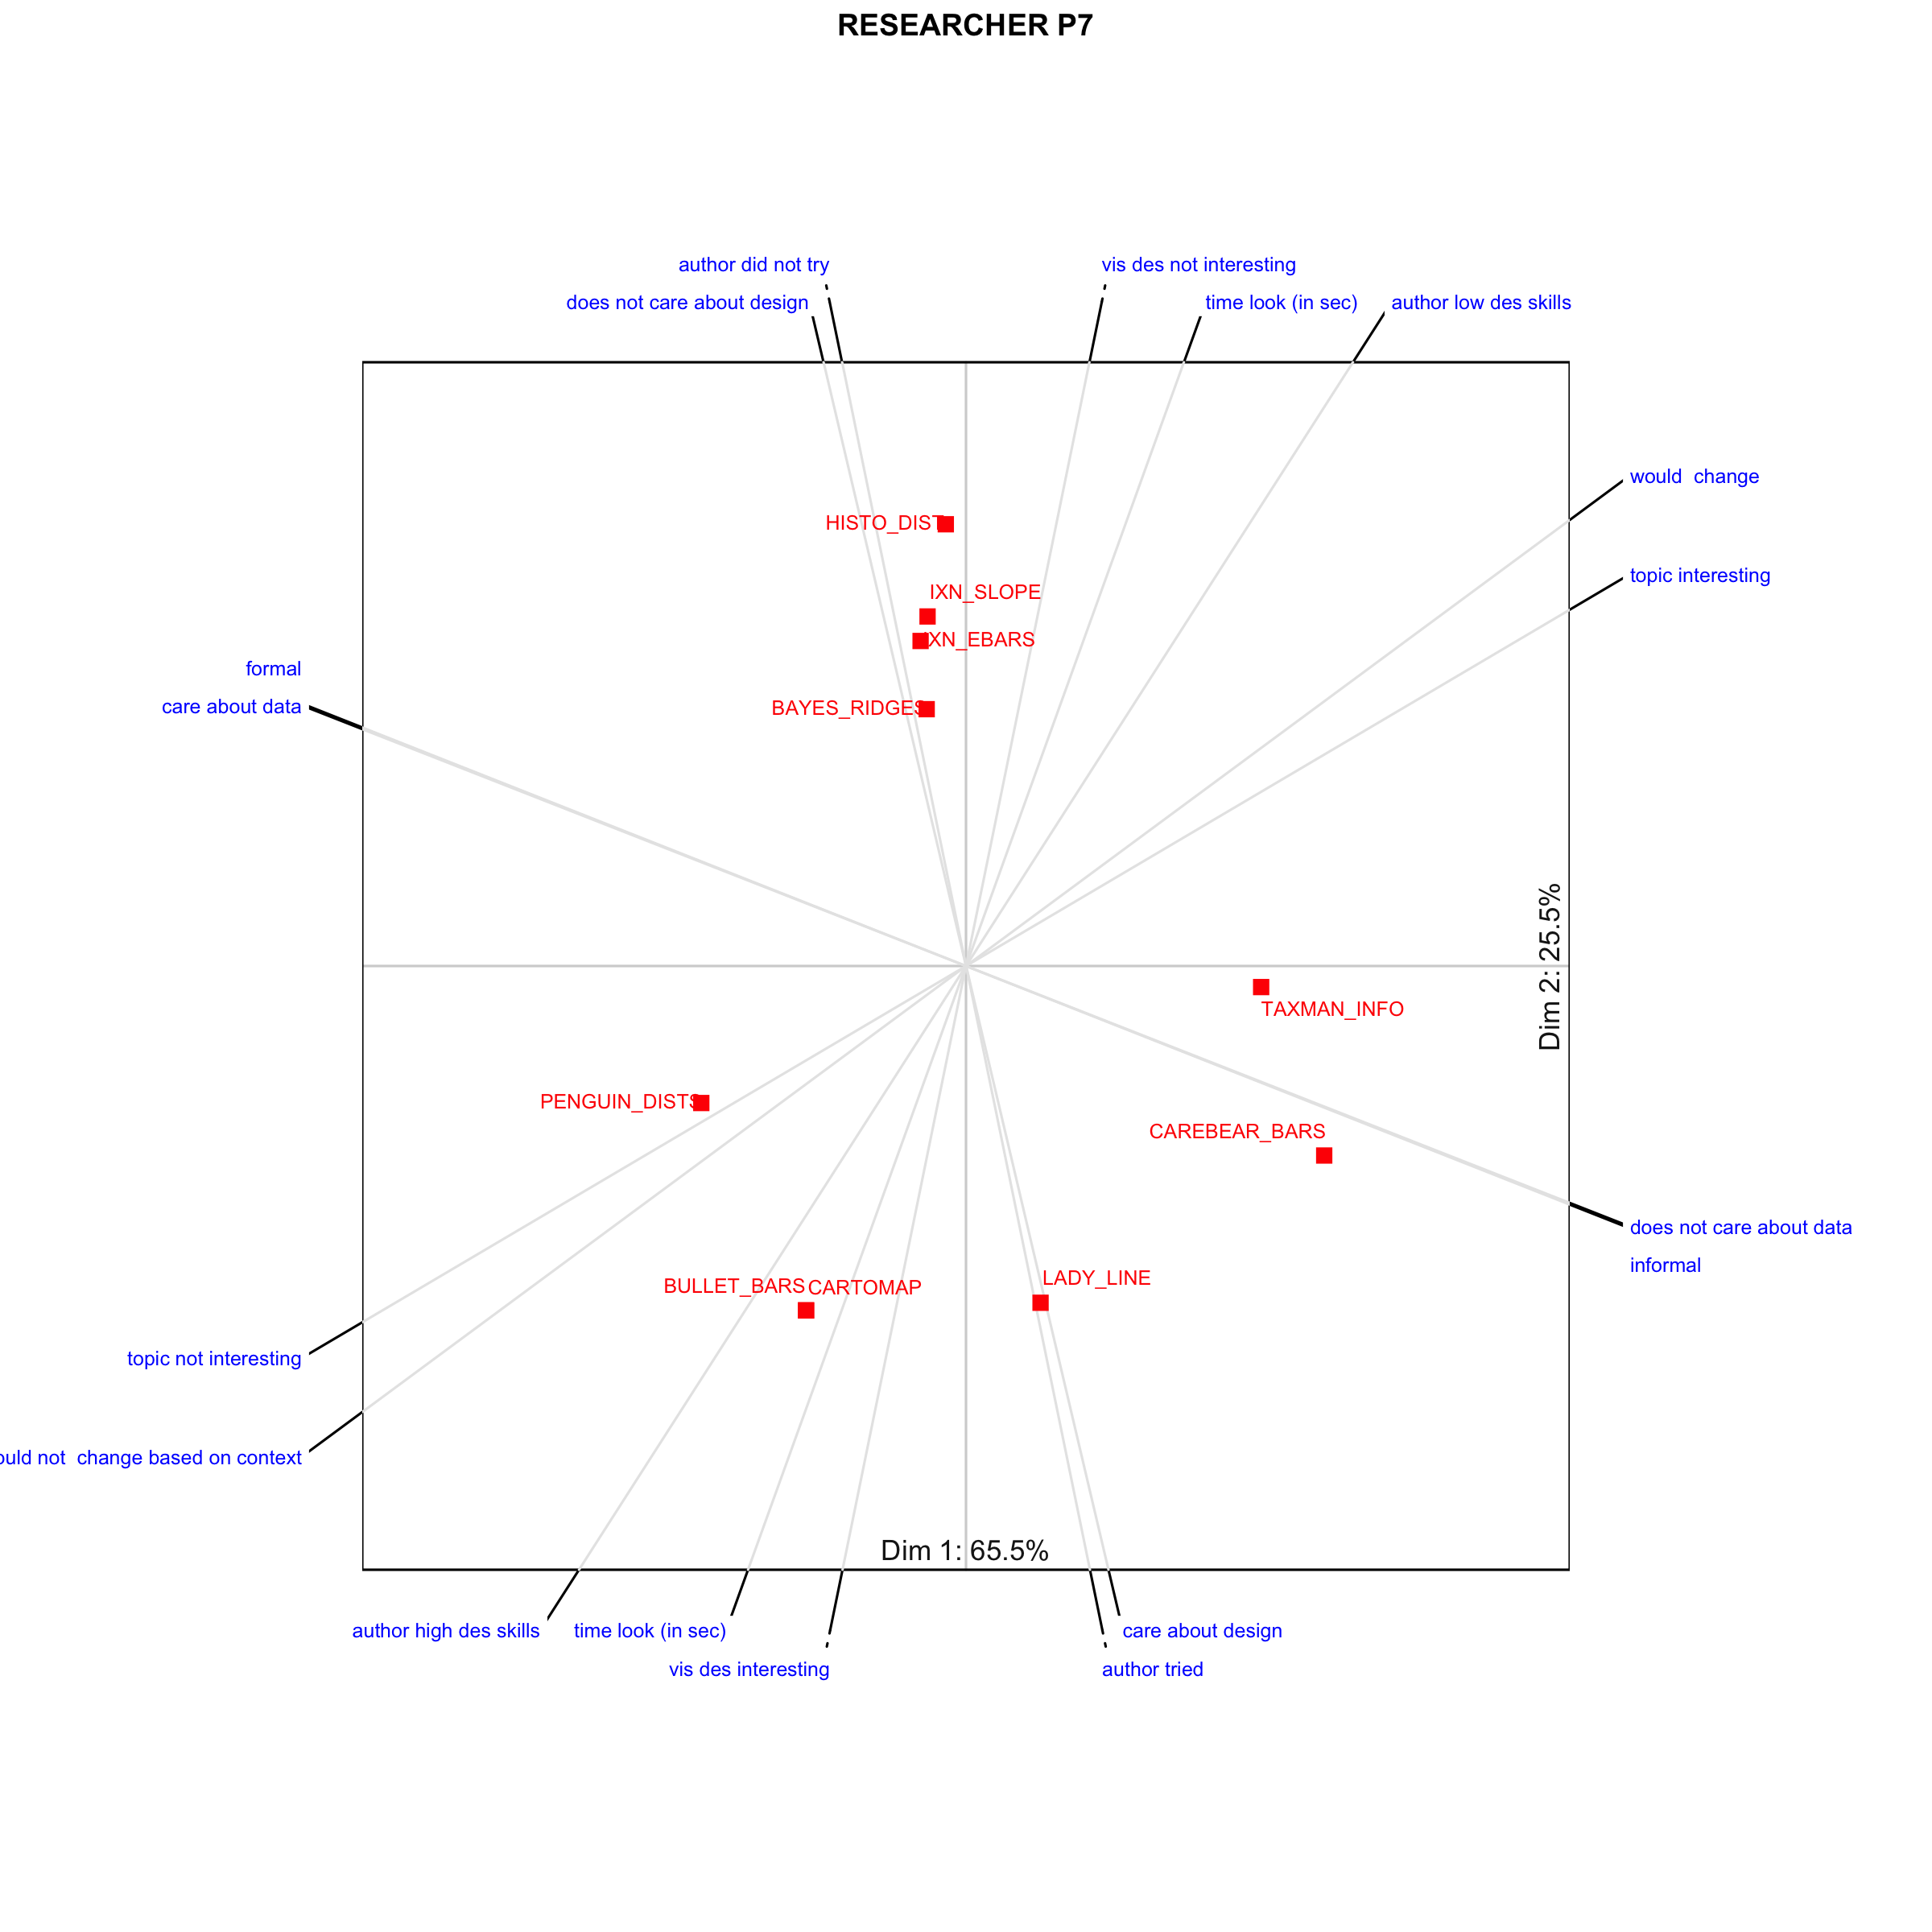 RESEARCHER P7
author did not try
vis des not interesting
does not care about design
time look (in sec)
author low des skills
would  change
topic interesting
HISTO_DIST
IXN_SLOPE
IXN_EBARS
formal
care about data
BAYES_RIDGES
Dim 2: 25.5%
TAXMAN_INFO
PENGUIN_DISTS
CAREBEAR_BARS
does not care about data
informal
BULLET_BARS
CARTOMAP
LADY_LINE
topic not interesting
ould not  change based on context
Dim 1: 65.5%
author high des skills
time look (in sec)
care about design
vis des interesting
author tried